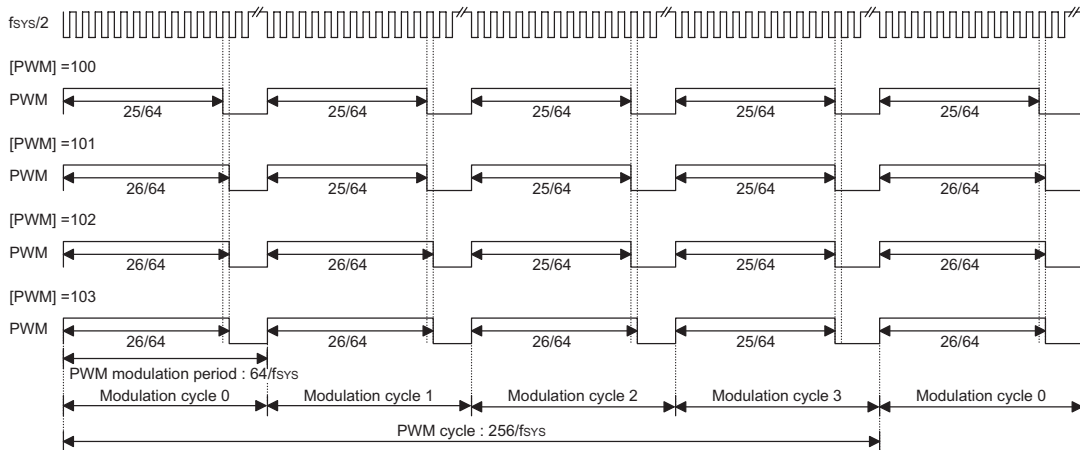 fSYS/2
[PWM] =100
PWM
25/64 25/64 25/64 25/64 25/64
[PWM] =101
PWM
26/64 25/64 25/64 25/64 26/64
[PWM] =102
PWM
26/64 26/64 25/64 25/64 26/64
[PWM] =103
PWM
26/64 26/64 26/64 25/64 26/64
PWM modulation period : 64/fSYS
Modulation cycle 0 Modulation cycle 1 Modulation cycle 2 Modulation cycle 3 Modulation cycle 0
PWM cycle : 256/fSYS